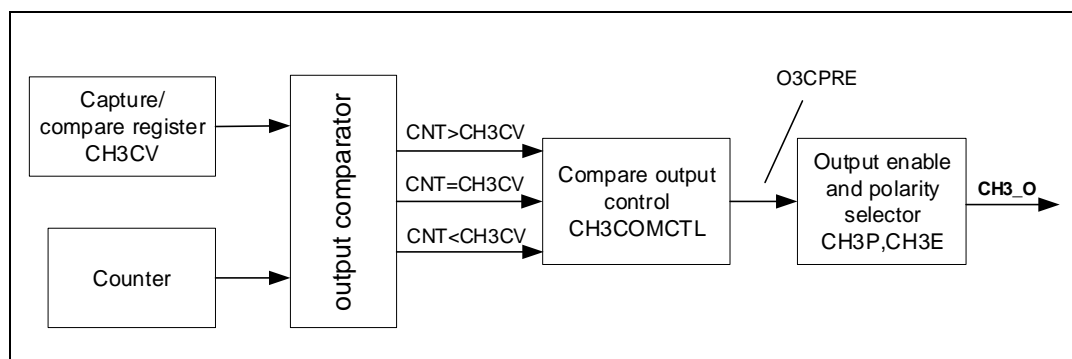 Capture/
compare register
CH3CV
Counter
output comparator
CNT>CH3CV
CNT=CH3CV
CNT<CH3CV
Compare output
control
CH3COMCTL
O3CPRE
Output enable
and polarity
selector
CH3P,CH3E
CH3_O